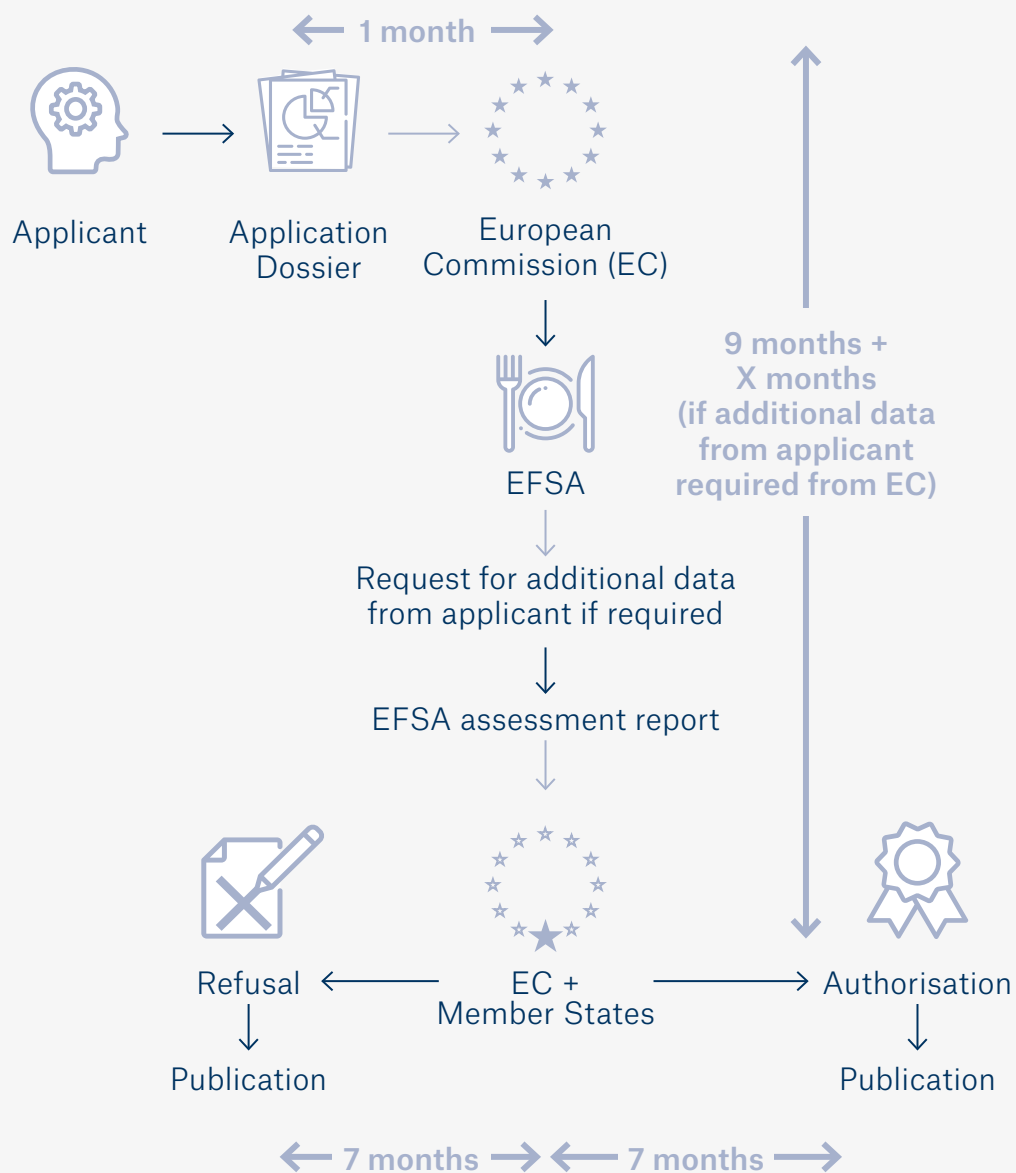 1 month
Applicant
Application
Dossier
European
Commission (EC)
9 months +
X months
(if additional data
from applicant
required from EC)
EFSA
Request for additional data
from applicant if required
EFSA assessment report
Refusal
EC +
Member States
Authorisation
Publication
Publication
7 months
7 months